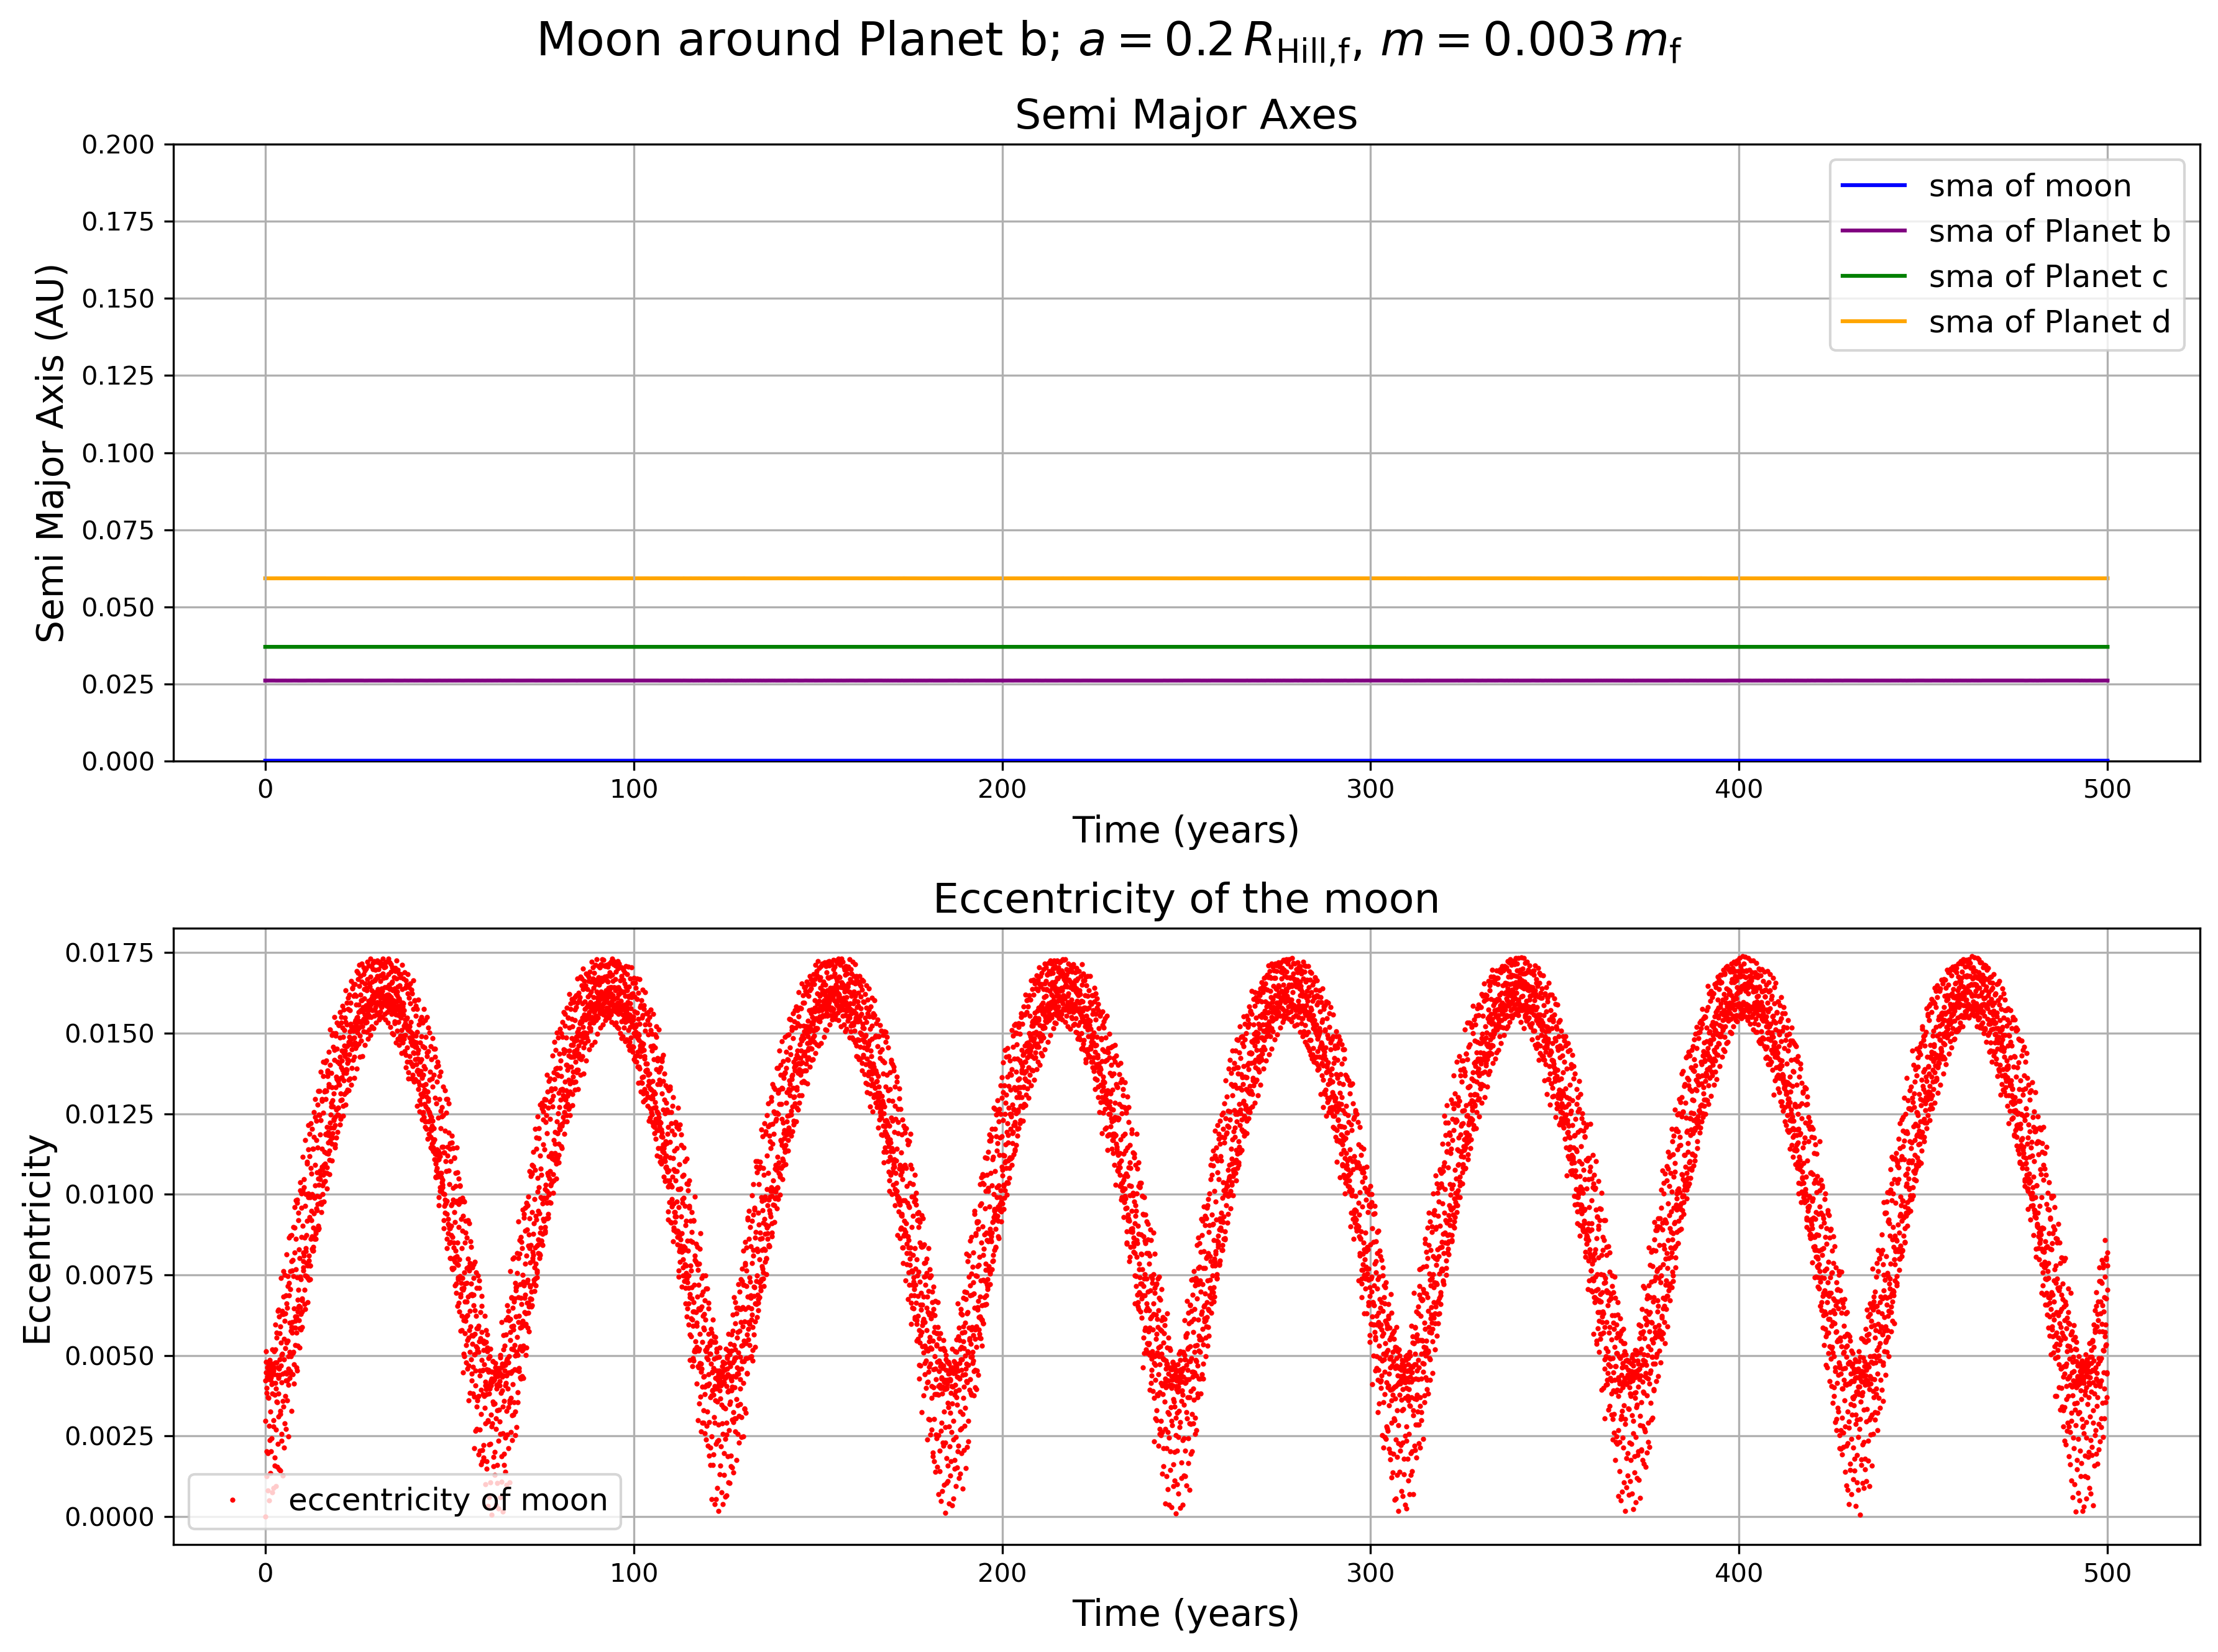 Moon around Planet b; a = 0.2 R_Hill,f, m = 0.003 m_f
Semi Major Axes
0.200
0.175
0.150
0.125
0.100
0.075
0.050
0.025
0.000
Semi Major Axis (AU)
sma of moon
sma of Planet b
sma of Planet c
sma of Planet d
0 100 200 300 400 500
Time (years)
Eccentricity of the moon
0.0175
0.0150
0.0125
0.0100
0.0075
0.0050
0.0025
0.0000
Eccentricity
eccentricity of moon
0 100 200 300 400 500
Time (years)